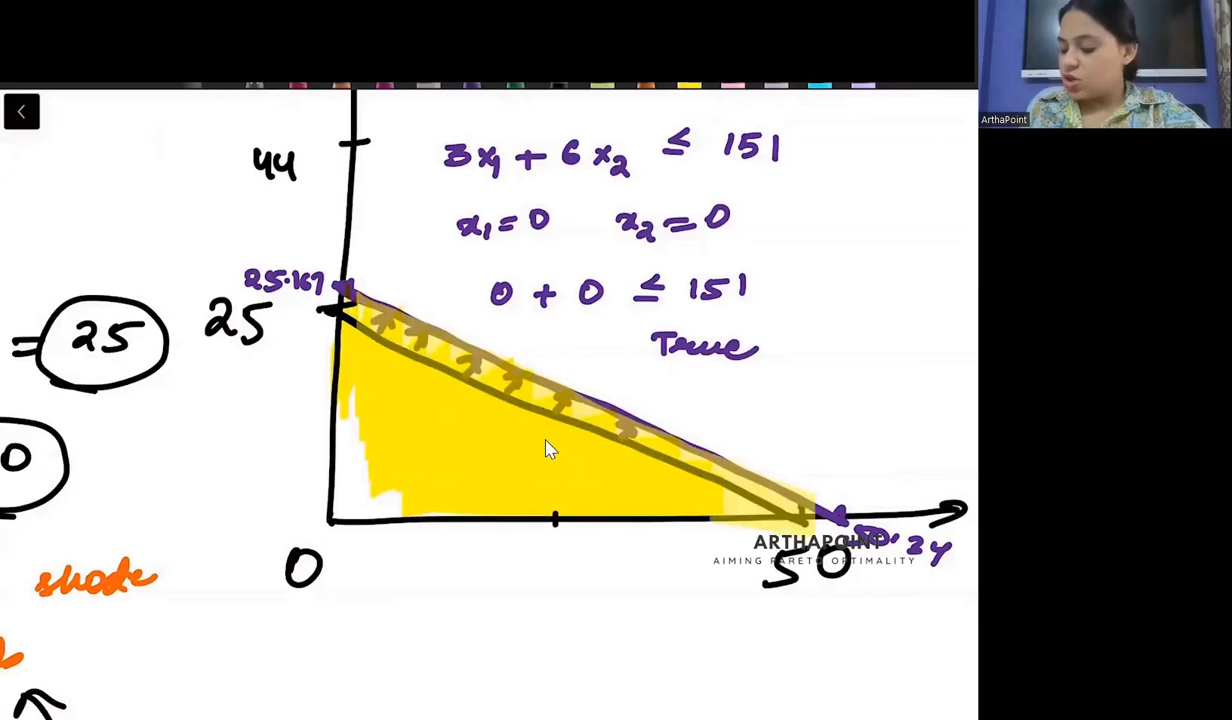 ArthaPoint
44
3x₁ + 6x₂ ≤ 151
x₁ = 0 x₂ = 0
25.167
0 + 0 ≤ 151
= 25
25
True
0
ARTHAPOINT
AIMING PARETO OPTIMALITY
0
50
shade